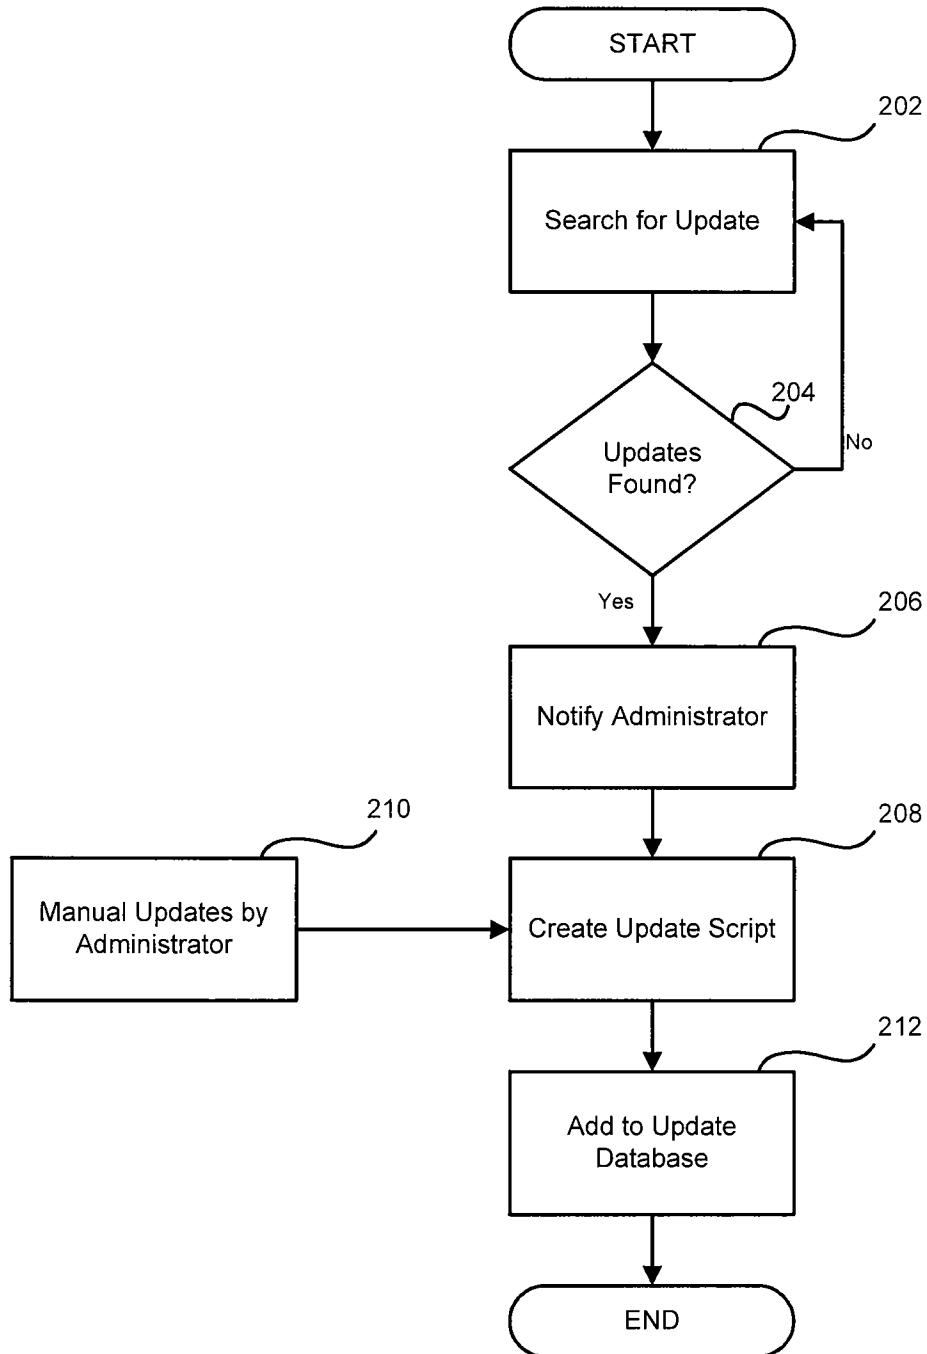 START
202
Search for Update
204
Updates
Found?
No
Yes
206
Notify Administrator
210
208
Manual Updates by
Administrator
Create Update Script
212
Add to Update
Database
END